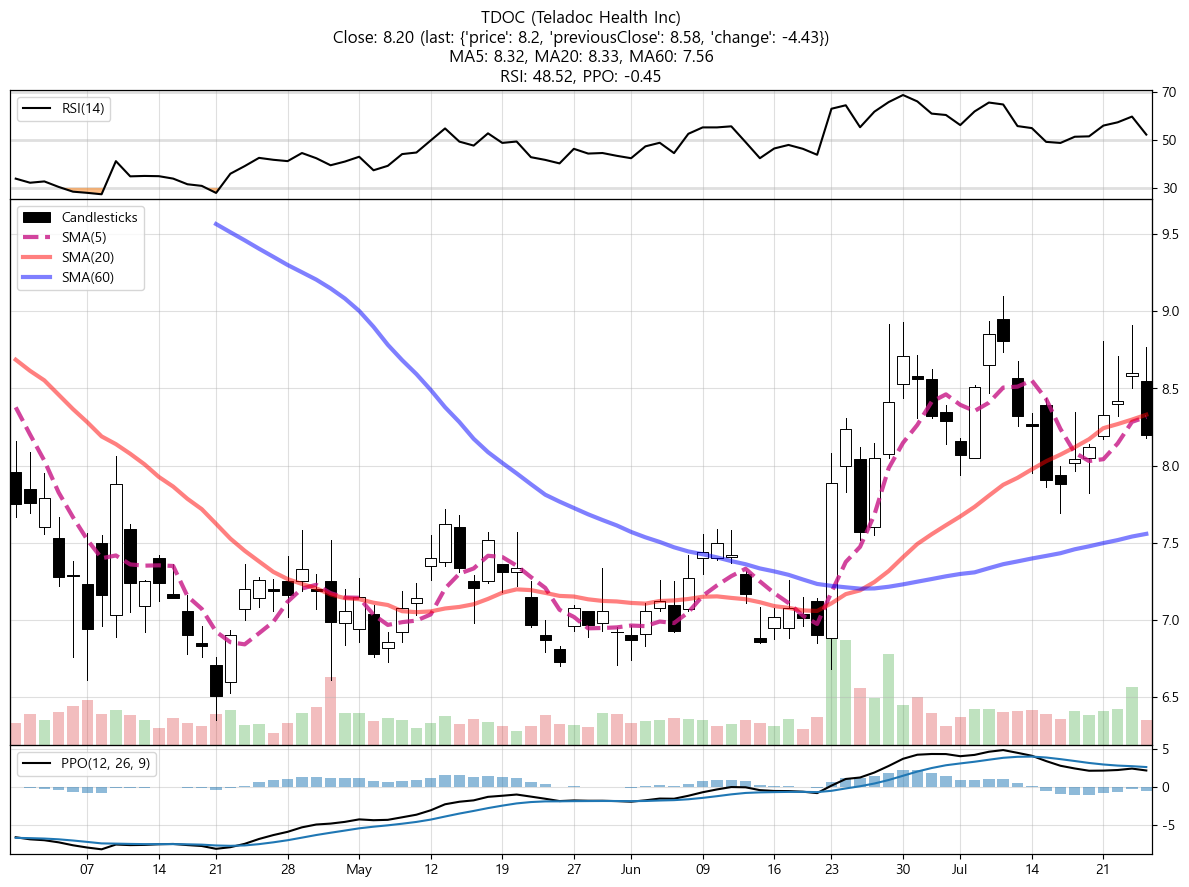 TDOC (Teladoc Health Inc)
Close: 8.20 (last: {'price': 8.2, 'previousClose': 8.58, 'change': -4.43})
MA5: 8.32, MA20: 8.33, MA60: 7.56
RSI: 48.52, PPO: -0.45
RSI(14)
70
50
30
Candlesticks
SMA(5)
SMA(20)
SMA(60)
9.5
9.0
8.5
8.0
7.5
7.0
6.5
PPO(12, 26, 9)
5
0
-5
07 14 21 28 May 12 19 27 Jun 09 16 23 30 Jul 14 21